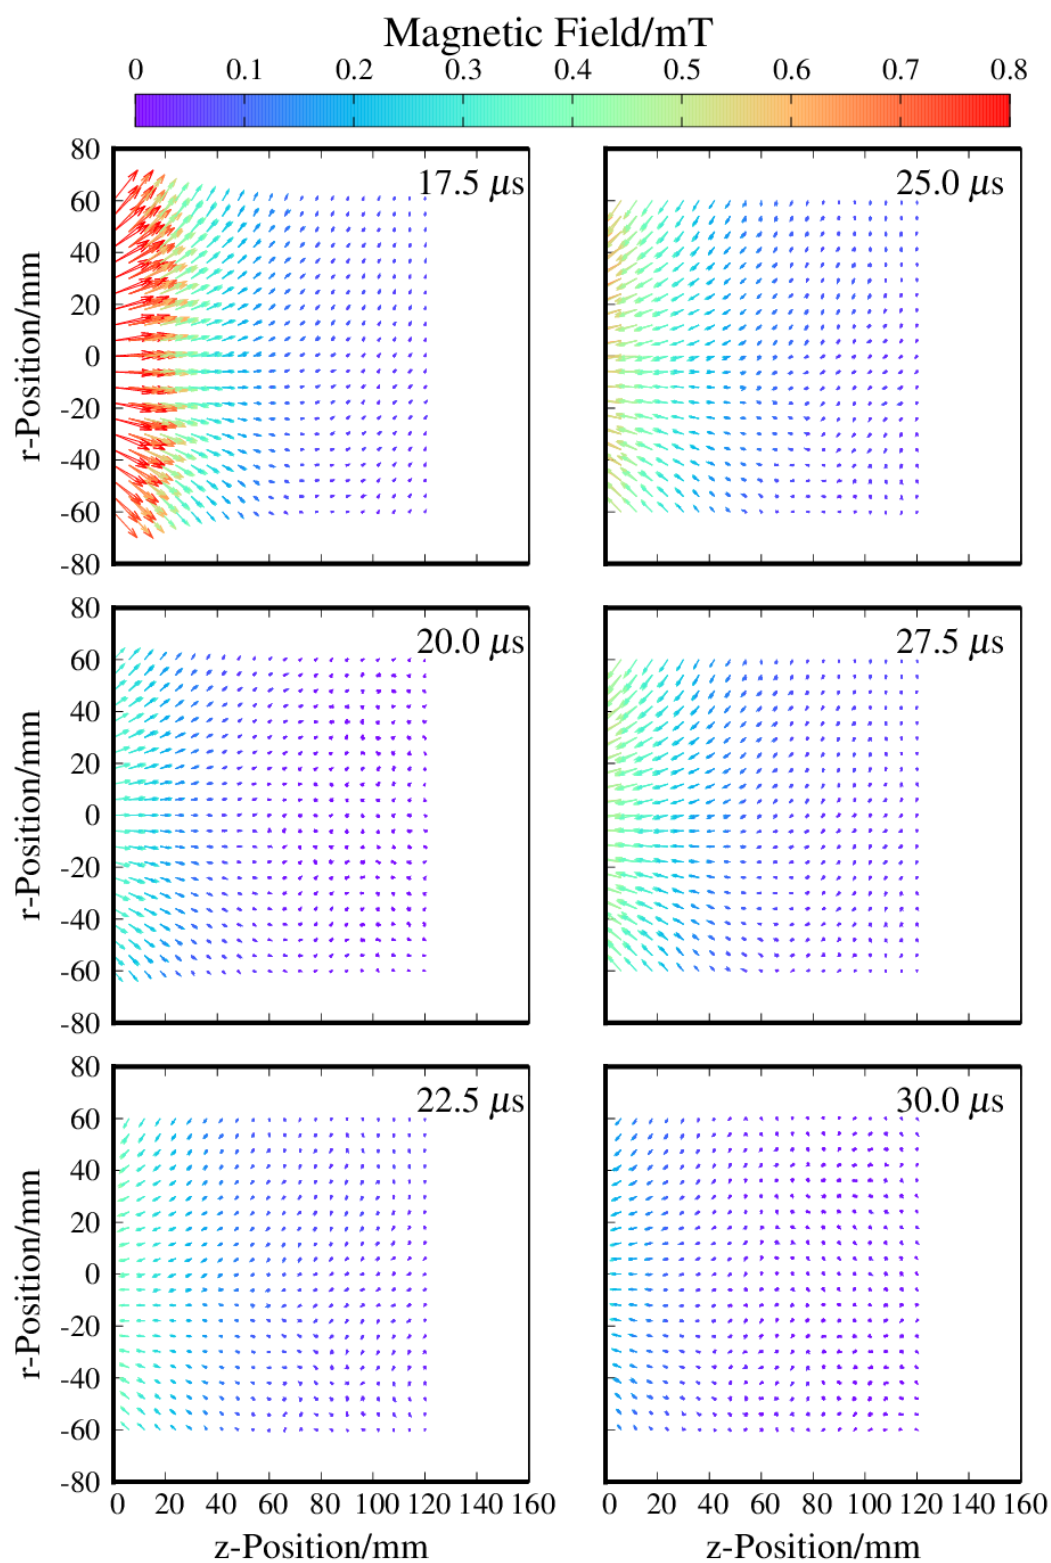 Magnetic Field/mT
0 0.1 0.2 0.3 0.4 0.5 0.6 0.7 0.8
80
60
40
20
0
-20
-40
-60
-80
r-Position/mm
17.5 μs
25.0 μs
80
60
40
20
0
-20
-40
-60
-80
r-Position/mm
20.0 μs
27.5 μs
80
60
40
20
0
-20
-40
-60
-80
r-Position/mm
22.5 μs
30.0 μs
0 20 40 60 80 100 120 140 160
0 20 40 60 80 100 120 140 160
z-Position/mm
z-Position/mm